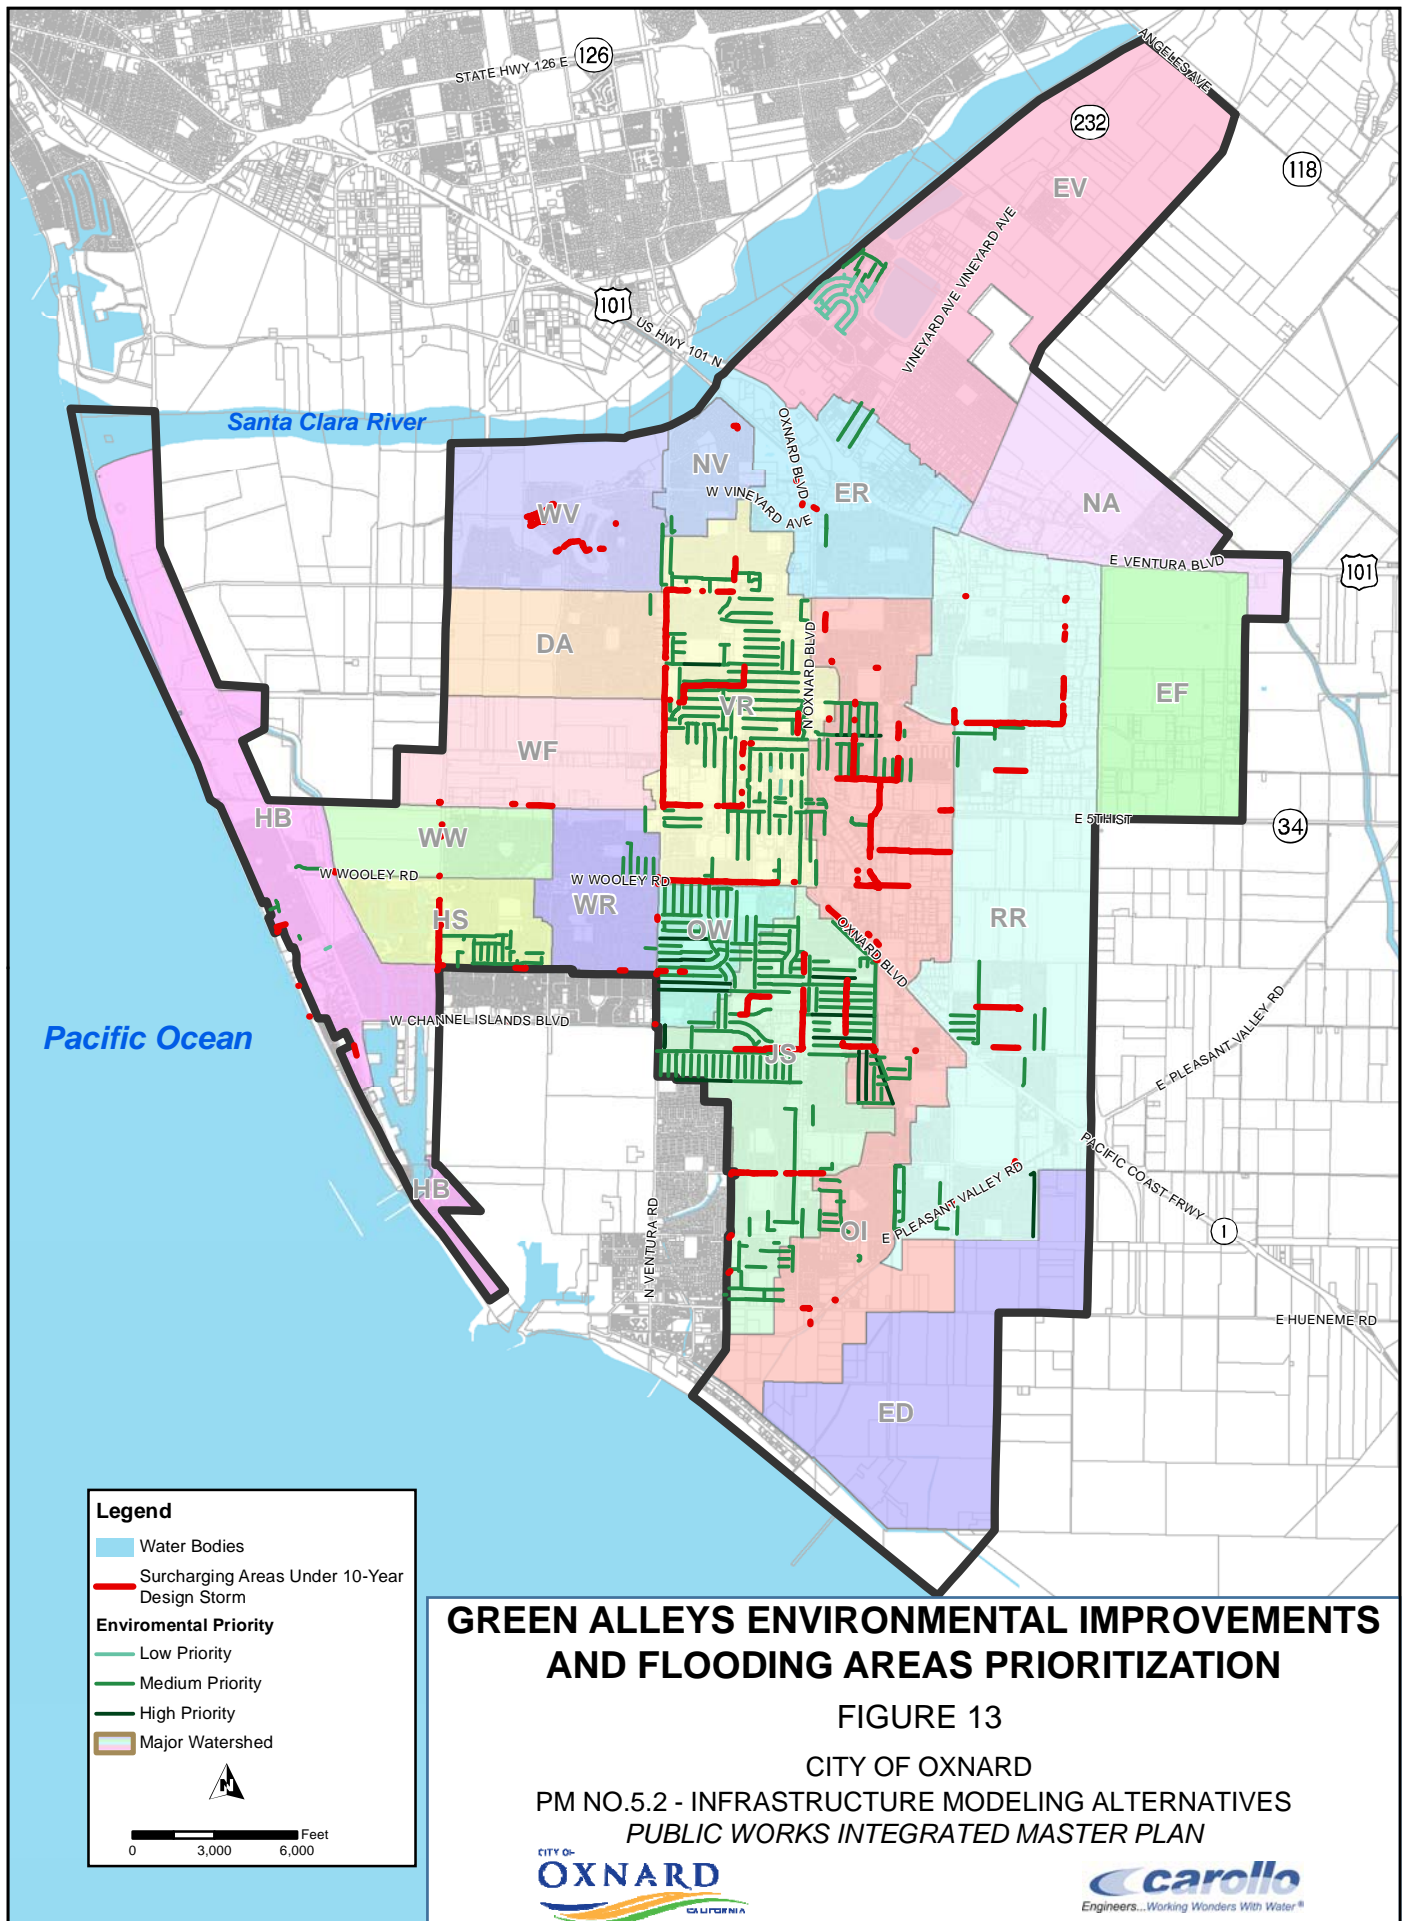 ANGELES AVE
STATE HWY 126 E
126
232
118
EV
VINEYARD AVE VINEYARD AVE
101
US HWY 101 N
Santa Clara River
OXNARD BLVD
NV
W VINEYARD AVE
ER
NA
WV
E VENTURA BLVD
101
DA
N OXNARD BLVD
EF
VR
WF
HB
E 5TH ST
34
WW
W WOOLEY RD
W WOOLEY RD
WR
HS
OW
OXNARD BLVD
RR
W CHANNEL ISLANDS BLVD
Pacific Ocean
JS
E PLEASANT VALLEY RD
PACIFIC COAST FRWY
HB
N VENTURA RD
E PLEASANT VALLEY RD
OI
1
E HUENEME RD
ED
Legend
Water Bodies
Surcharging Areas Under 10-Year
Design Storm
Enviromental Priority
Low Priority
Medium Priority
High Priority
Major Watershed
N
Feet
0 3,000 6,000
GREEN ALLEYS ENVIRONMENTAL IMPROVEMENTS
AND FLOODING AREAS PRIORITIZATION
FIGURE 13
CITY OF OXNARD
PM NO.5.2 - INFRASTRUCTURE MODELING ALTERNATIVES
PUBLIC WORKS INTEGRATED MASTER PLAN
CITY OF
OXNARD
CALIFORNIA
carollo
Engineers...Working Wonders With Water®